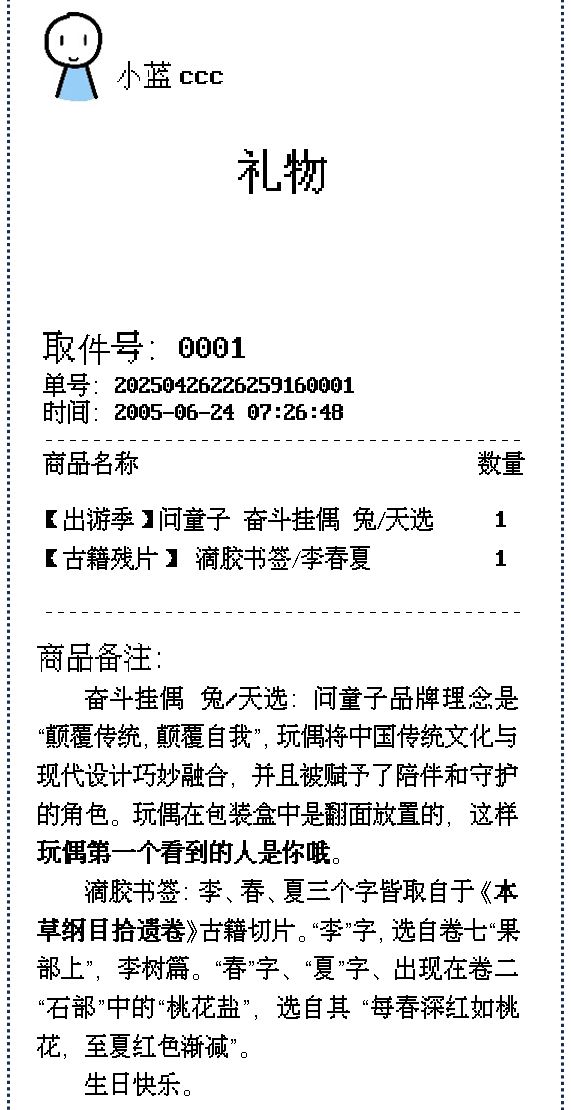 小蓝ccc
礼物
取件号：0001
单号：20250426226259160001
时间：2005-06-24 07:26:48
商品名称 数量
【出游季】问童子 奋斗挂偶 兔/天选 1
【古籍残片】 滴胶书签/李春夏 1
商品备注：
奋斗挂偶 兔/天选：问童子品牌理念是
“颠覆传统, 颠覆自我”, 玩偶将中国传统文化与
现代设计巧妙融合，并且被赋予了陪伴和守护
的角色。玩偶在包装盒中是翻面放置的，这样
玩偶第一个看到的人是你哦。
滴胶书签: 李、春、夏三个字皆取自于《本
草纲目拾遗卷》古籍切片。“李”字, 选自卷七“果
部上”，李树篇。“春”字、“夏”字、出现在卷二
“石部”中的“桃花盐”，选自其 “每春深红如桃
花，至夏红色渐减”。
生日快乐。